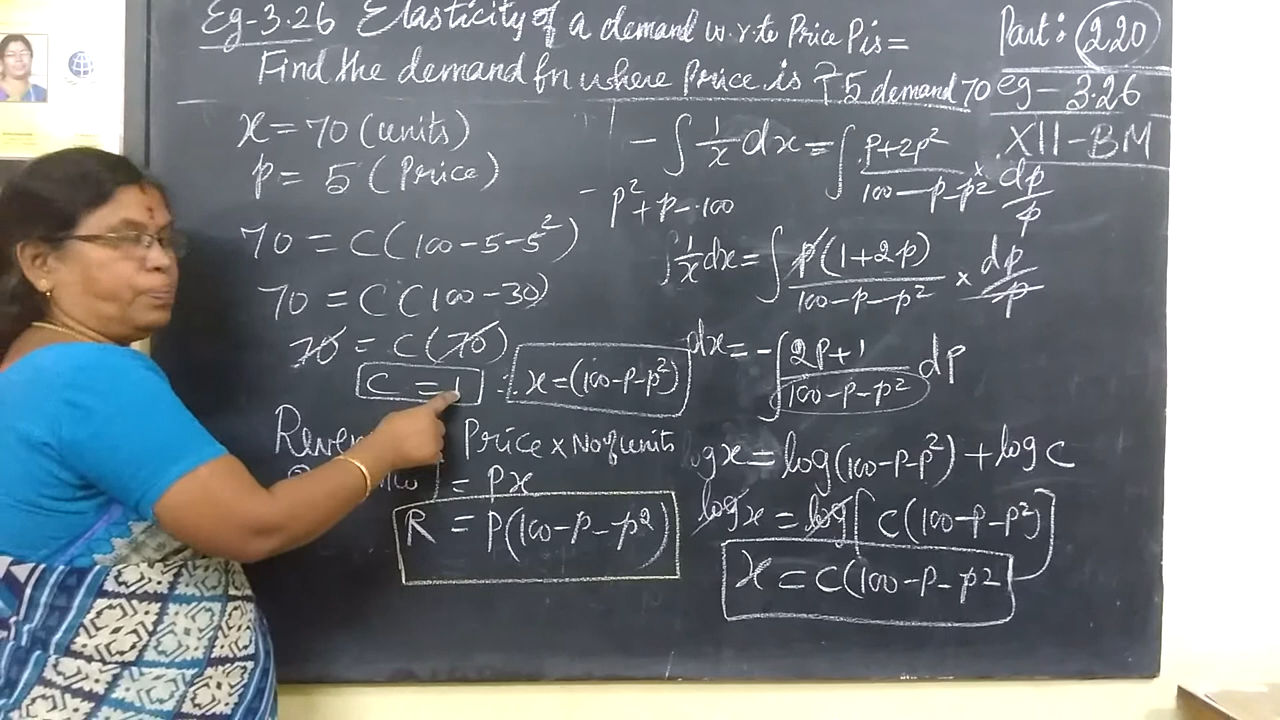 Eg-3.26 Elasticity of a demand w.r.to Price P is =
Find the demand fn where Price is ₹5 demand 70
Part: 2.20
eg - 3.26
XII-BM
x = 70 (units)
p = 5 (Price)
70 = C(100-5-5²)
70 = C(100-30)
70 = C(70)
C = 1 ∴ x=(100-p-p²)
Price × No of units
= px
R = P(100-p-p²)
- ∫ 1/x dx = ∫ p+2p² / 100-p-p² × dp/p
- p²+p-100
∫ 1/x dx = ∫ p(1+2p) / 100-p-p² × dp/p
dx = -∫ 2p+1 / 100-p-p² dp
log x = log(100-p-p²) + log C
log x = log [C(100-p-p²)]
x = C(100-p-p²